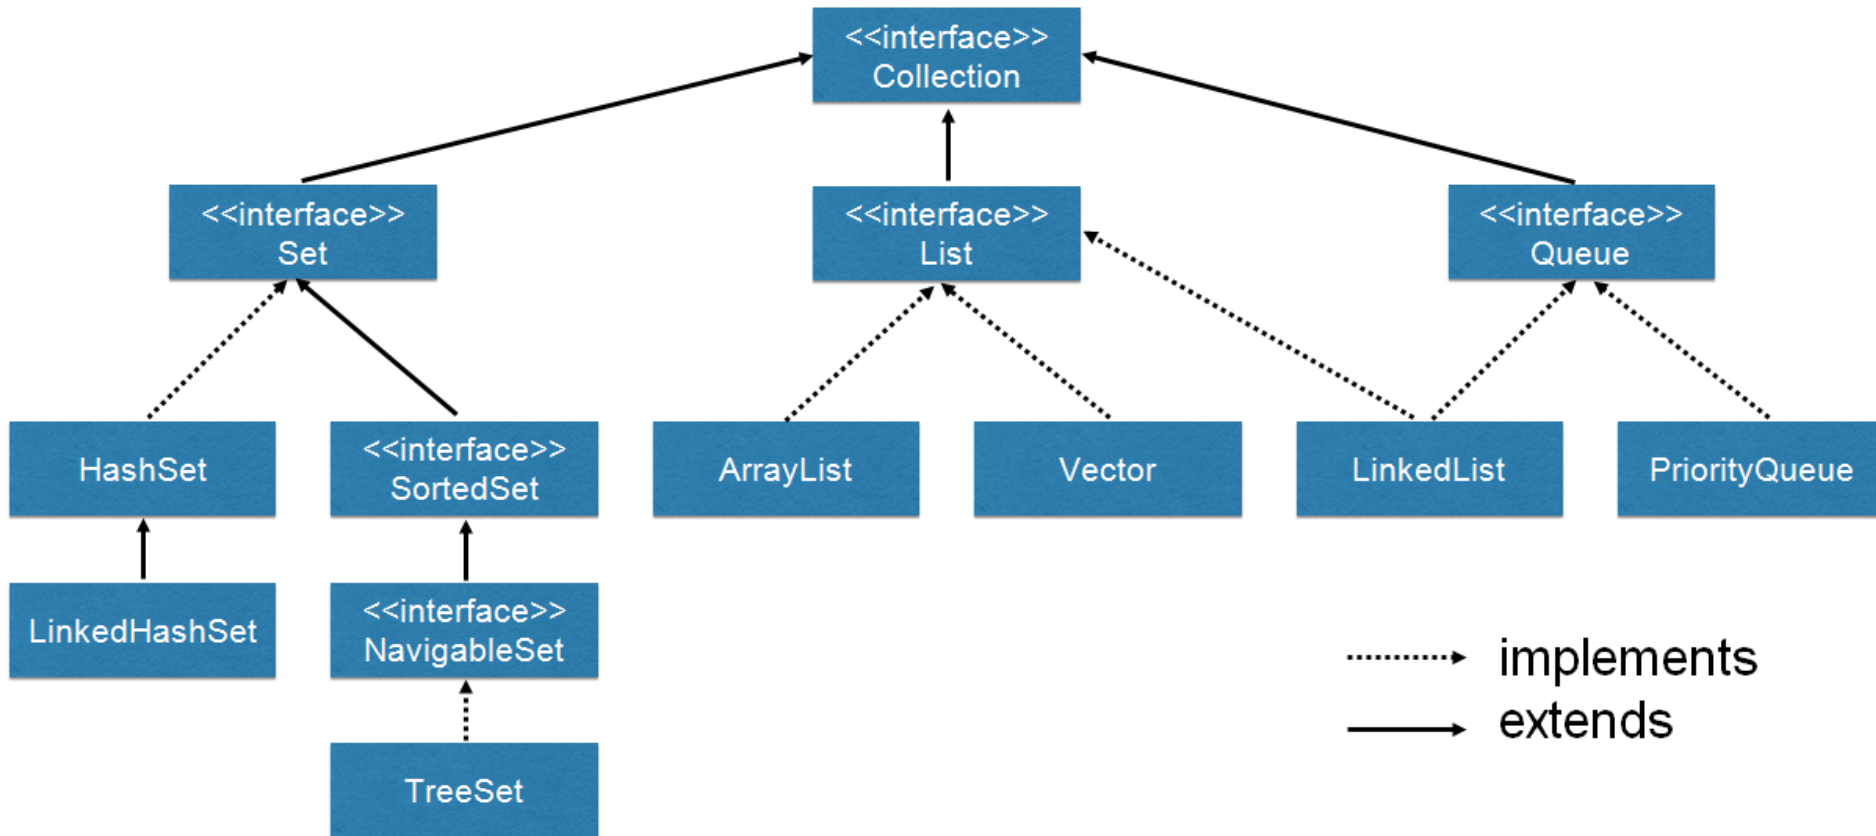 <<interface>>
Collection
<<interface>>
Set
<<interface>>
List
<<interface>>
Queue
HashSet
<<interface>>
SortedSet
ArrayList
Vector
LinkedList
PriorityQueue
LinkedHashSet
<<interface>>
NavigableSet
TreeSet
implements
extends